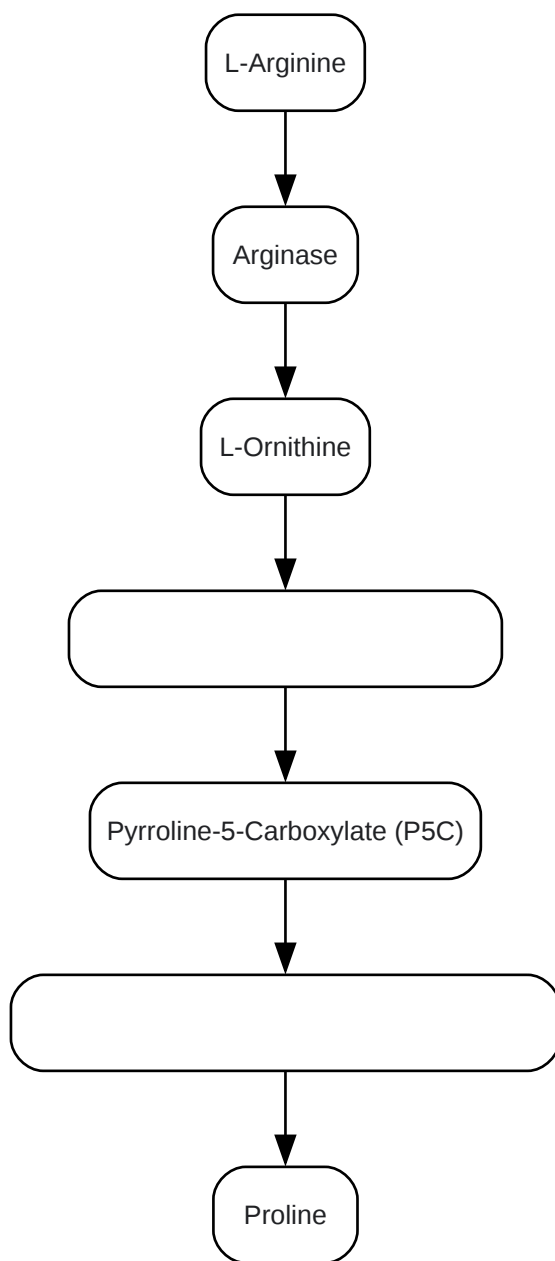 L-Arginine
Arginase
L-Ornithine
Pyrroline-5-Carboxylate (P5C)
Proline